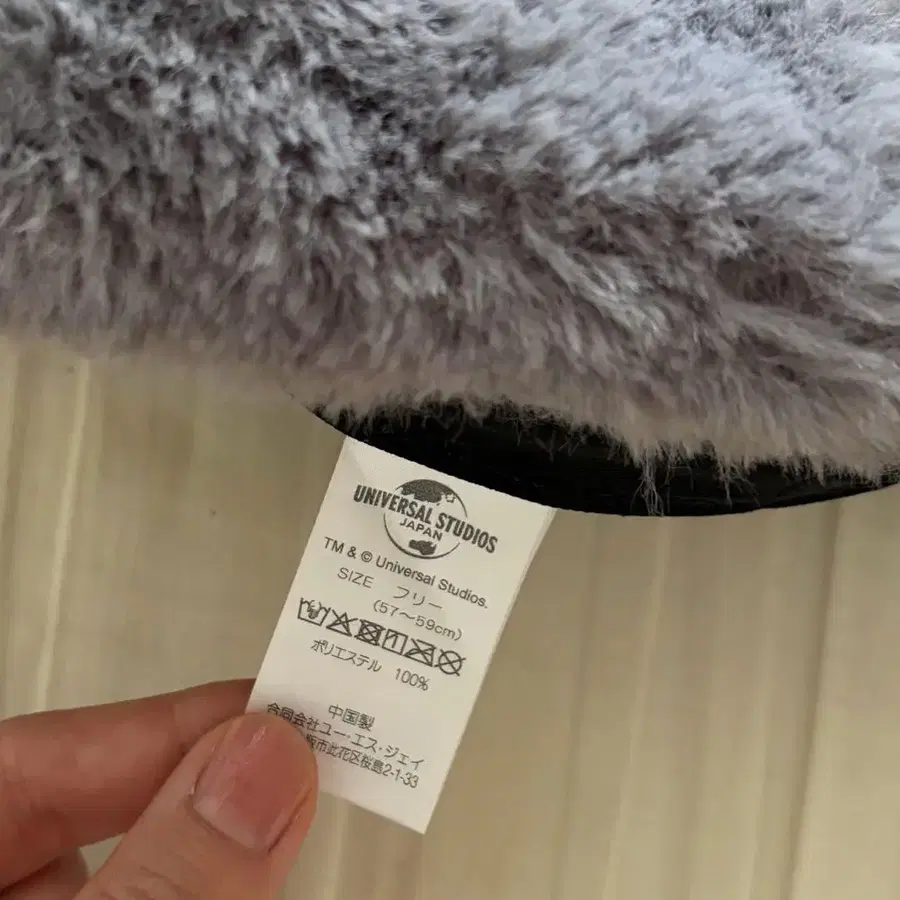 UNIVERSAL STUDIOS
JAPAN
TM & © Universal Studios.
SIZE フリー
(57～59cm)
ポリエステル 100%
中国製
合同会社ユー・エス・ジェイ
阪市此花区桜島2-1-33